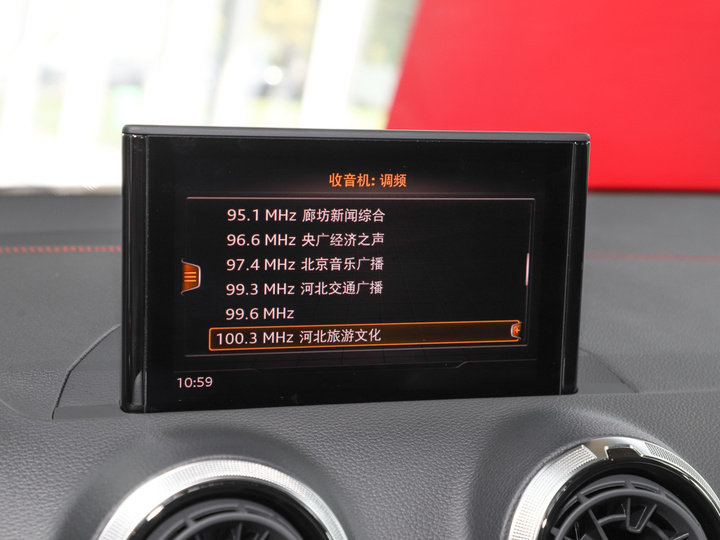 收音机: 调频
95.1 MHz 廊坊新闻综合
96.6 MHz 央广经济之声
97.4 MHz 北京音乐广播
99.3 MHz 河北交通广播
99.6 MHz
100.3 MHz 河北旅游文化
10:59